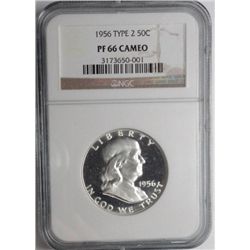 1956 TYPE 2 50C
PF 66 CAMEO
3173650-001
NGC
LIBERTY
1956
IN GOD WE TRUST